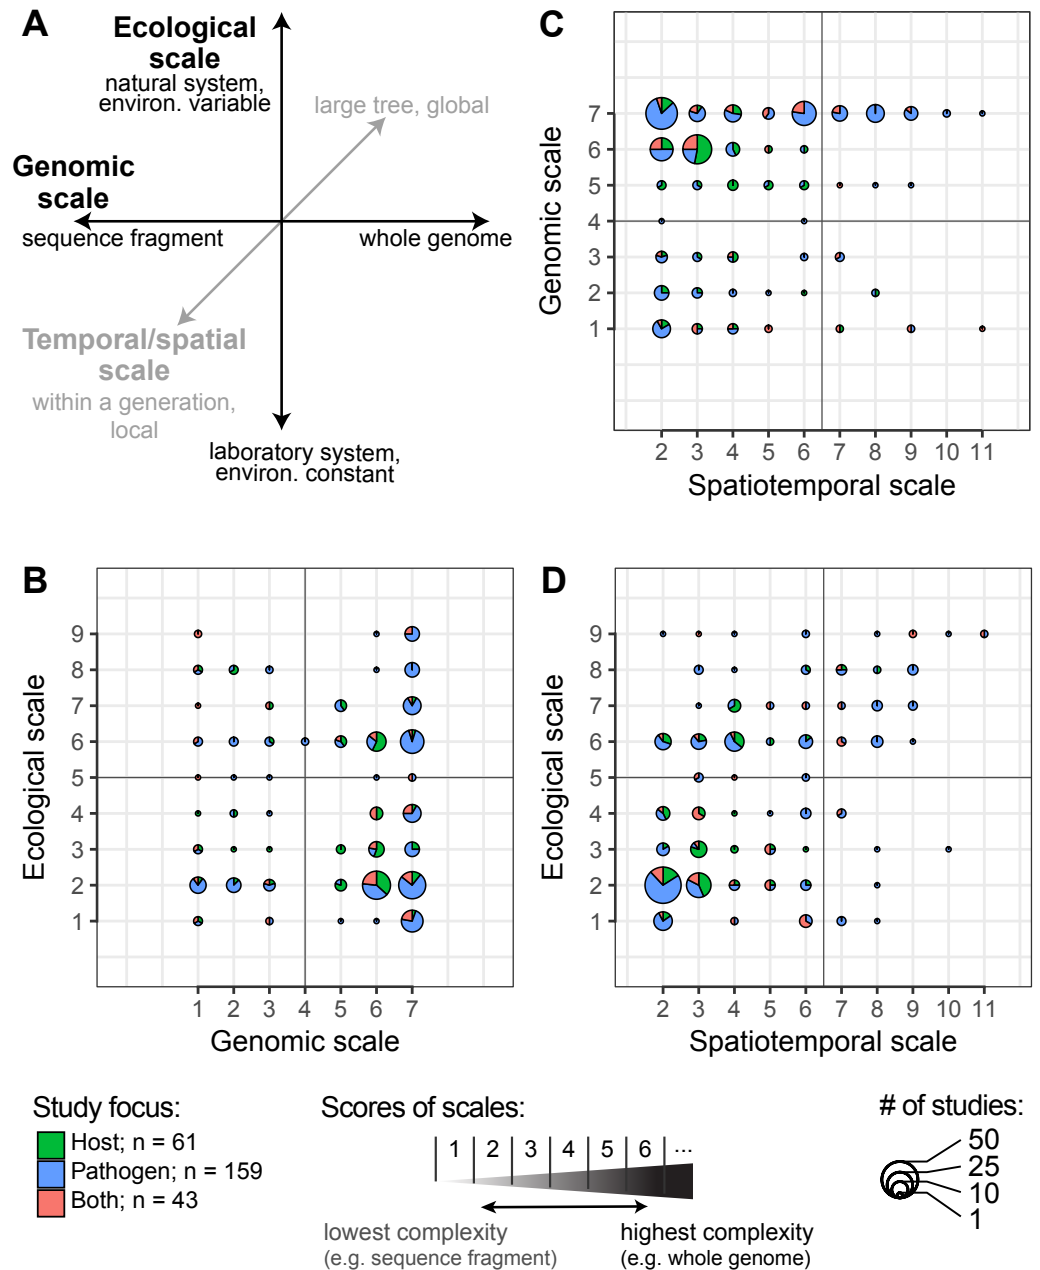 A
Ecological
scale
natural system,
environ. variable
large tree, global
Genomic
scale
sequence fragment
whole genome
Temporal/spatial
scale
within a generation,
local
laboratory system,
environ. constant
C
Genomic scale
7
6
5
4
3
2
1
2 3 4 5 6 7 8 9 10 11
Spatiotemporal scale
B
Ecological scale
9
8
7
6
5
4
3
2
1
1 2 3 4 5 6 7
Genomic scale
D
Ecological scale
9
8
7
6
5
4
3
2
1
2 3 4 5 6 7 8 9 10 11
Spatiotemporal scale
Study focus:
Host; n = 61
Pathogen; n = 159
Both; n = 43
Scores of scales:
1 2 3 4 5 6 ...
lowest complexity
(e.g. sequence fragment)
highest complexity
(e.g. whole genome)
# of studies:
50
25
10
1